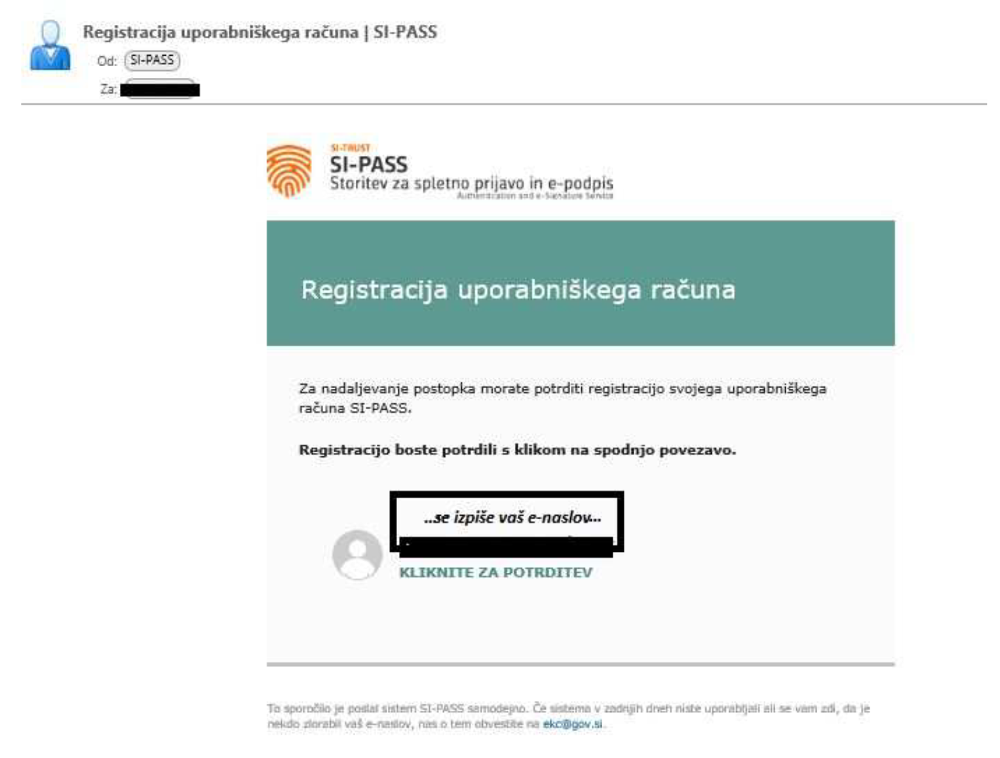 Registracija uporabniškega računa | SI-PASS
Od: SI-PASS
Za:
SI-TRUST
SI-PASS
Storitev za spletno prijavo in e-podpis
Authentication and e-Signature Service
Registracija uporabniškega računa
Za nadaljevanje postopka morate potrditi registracijo svojega uporabniškega
računa SI-PASS.
Registracijo boste potrdili s klikom na spodnjo povezavo.
...se izpiše vaš e-naslov...
KLIKNITE ZA POTRDITEV
To sporočilo je poslal sistem SI-PASS samodejno. Če sistema v zadnjih dneh niste uporabljali ali se vam zdi, da je
nekdo zlorabil vaš e-naslov, nas o tem obvestite na ekc@gov.si.